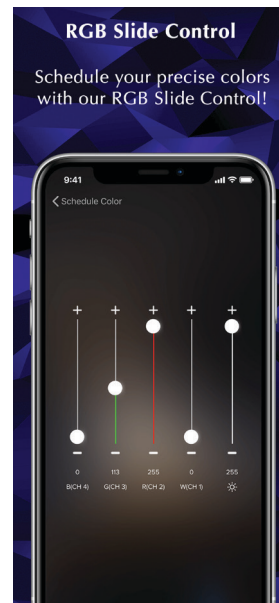 RGB Slide Control
Schedule your precise colors
with our RGB Slide Control!
9:41
Schedule Color
+ + + + +
- - - - -
0 113 255 0 255
B(CH 4) G(CH 3) R(CH 2) W(CH 1)